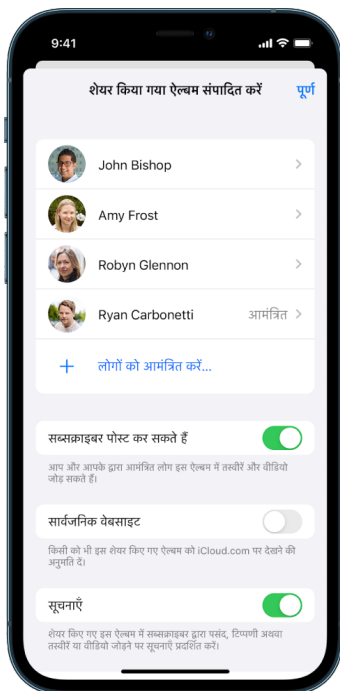 9:41
शेयर किया गया ऐल्बम संपादित करें पूर्ण
John Bishop
Amy Frost
Robyn Glennon
Ryan Carbonetti आमंत्रित
लोगों को आमंत्रित करें...
सब्सक्राइबर पोस्ट कर सकते हैं
आप और आपके द्वारा आमंत्रित लोग इस ऐल्बम में तस्वीरें और वीडियो
जोड़ सकते हैं।
सार्वजनिक वेबसाइट
किसी को भी इस शेयर किए गए ऐल्बम को iCloud.com पर देखने की
अनुमति दें।
सूचनाएँ
शेयर किए गए इस ऐल्बम में सब्सक्राइबर द्वारा पसंद, टिप्पणी अथवा
तस्वीरें या वीडियो जोड़ने पर सूचनाएँ प्रदर्शित करें।